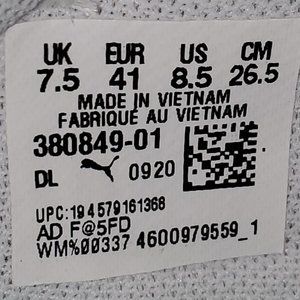 UK EUR US CM
7.5 41 8.5 26.5
MADE IN VIETNAM
FABRIQUÉ AU VIETNAM
380849-01
DL 0920
UPC:194579161368
AD F@5FD
WM%00337 4600979559_1